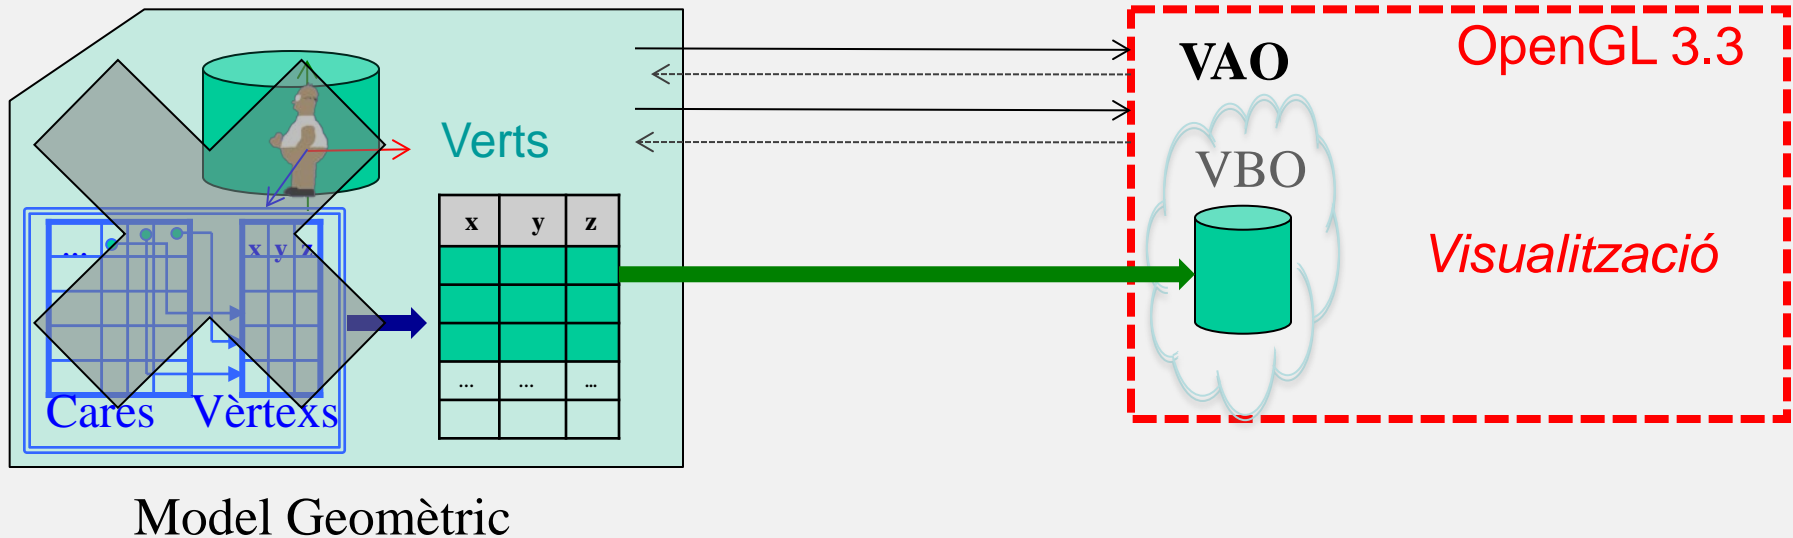 OpenGL 3.3
VAO
Verts
VBO
x y z
... x y z
Visualització
... ... ...
Cares Vèrtexs
Model Geomètric